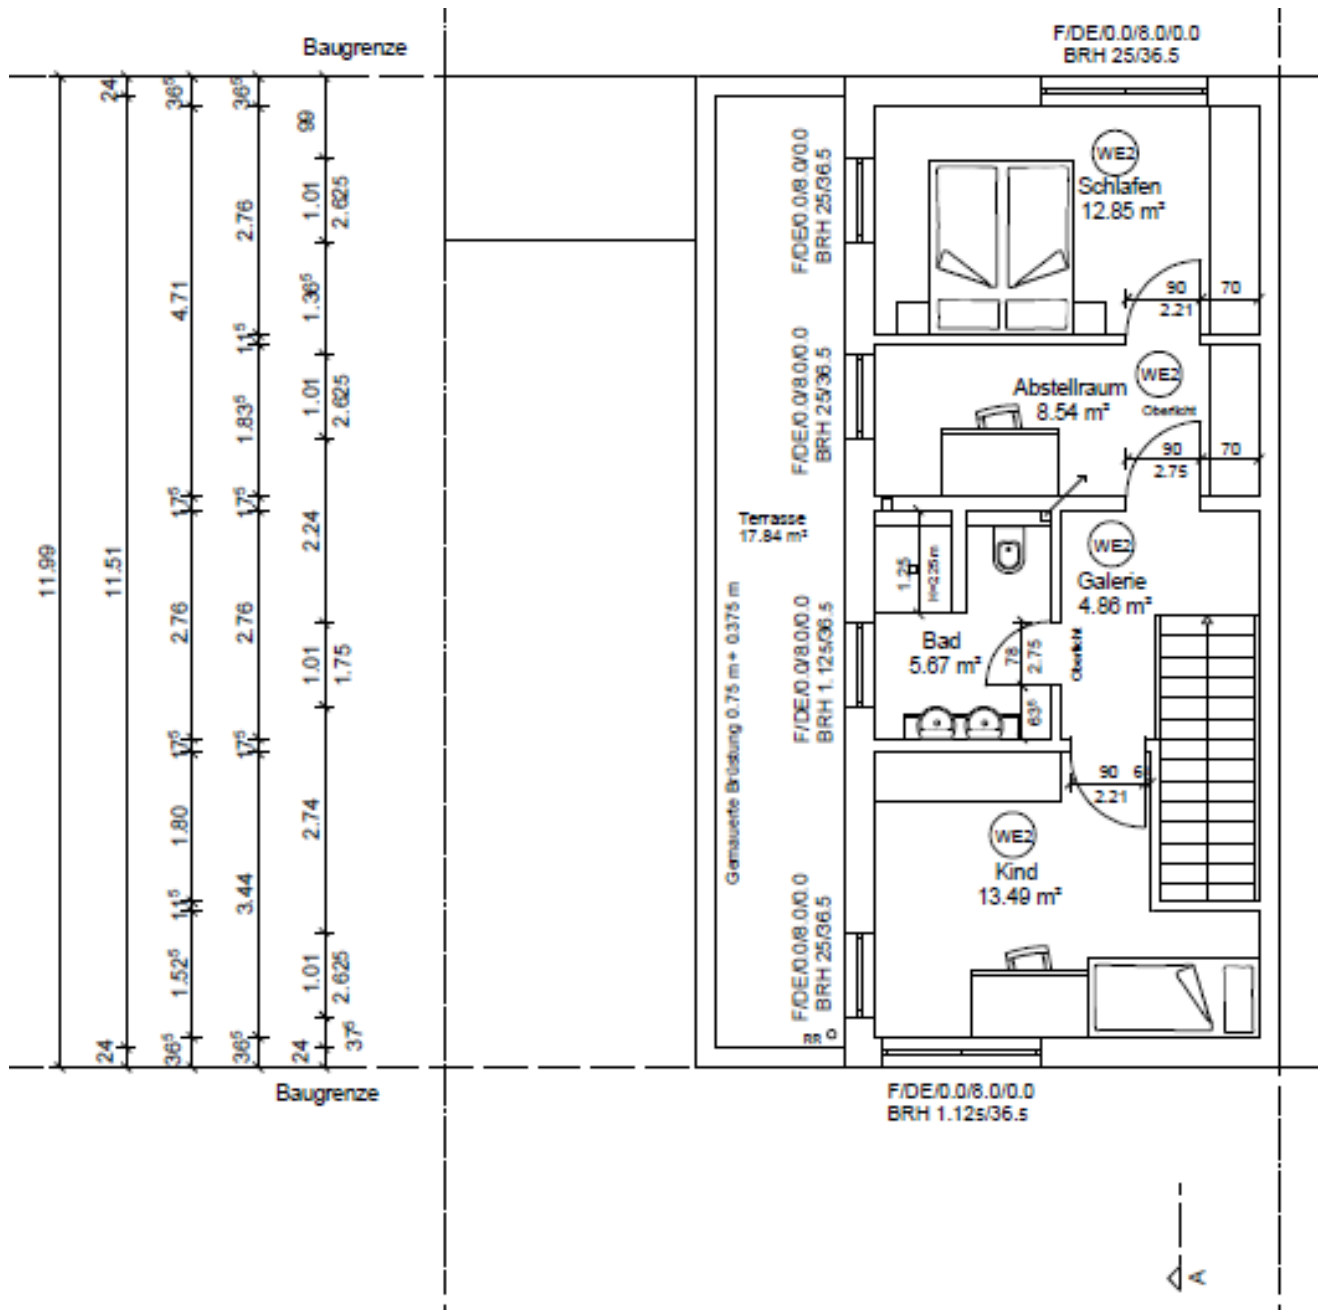 Baugrenze
F/DE/0.0/8.0/0.0
BRH 25/36.5
24
36⁵
36⁵
99
1.01
2.625
2.76
4.71
1.36⁵
11⁵
1.01
2.625
1.83⁵
17⁵
17⁵
2.24
11.99
11.51
2.76
2.76
1.01
1.75
17⁵
17⁵
1.80
2.74
11⁵
3.44
1.52⁵
1.01
2.625
24
36⁵
36⁵
24
37⁵
Baugrenze
F/DE/0.0/8.0/0.0
BRH 25/36.5
WE2
Schlafen
12.85 m²
90
2.21
70
F/DE/0.0/8.0/0.0
BRH 25/36.5
WE2
Abstellraum
8.54 m²
Oberlicht
90
2.75
70
Terrasse
17.84 m²
Gemauerte Brüstung 0.75 m + 0.375 m
1.25
H=2.25m
WE2
Galerie
4.86 m²
F/DE/0.0/8.0/0.0
BRH 1.125/36.5
Bad
5.67 m²
78
2.75
Oberlicht
63⁵
90
2.21
WE2
Kind
13.49 m²
F/DE/0.0/8.0/0.0
BRH 25/36.5
RR
F/DE/0.0/8.0/0.0
BRH 1.125/36.5
A